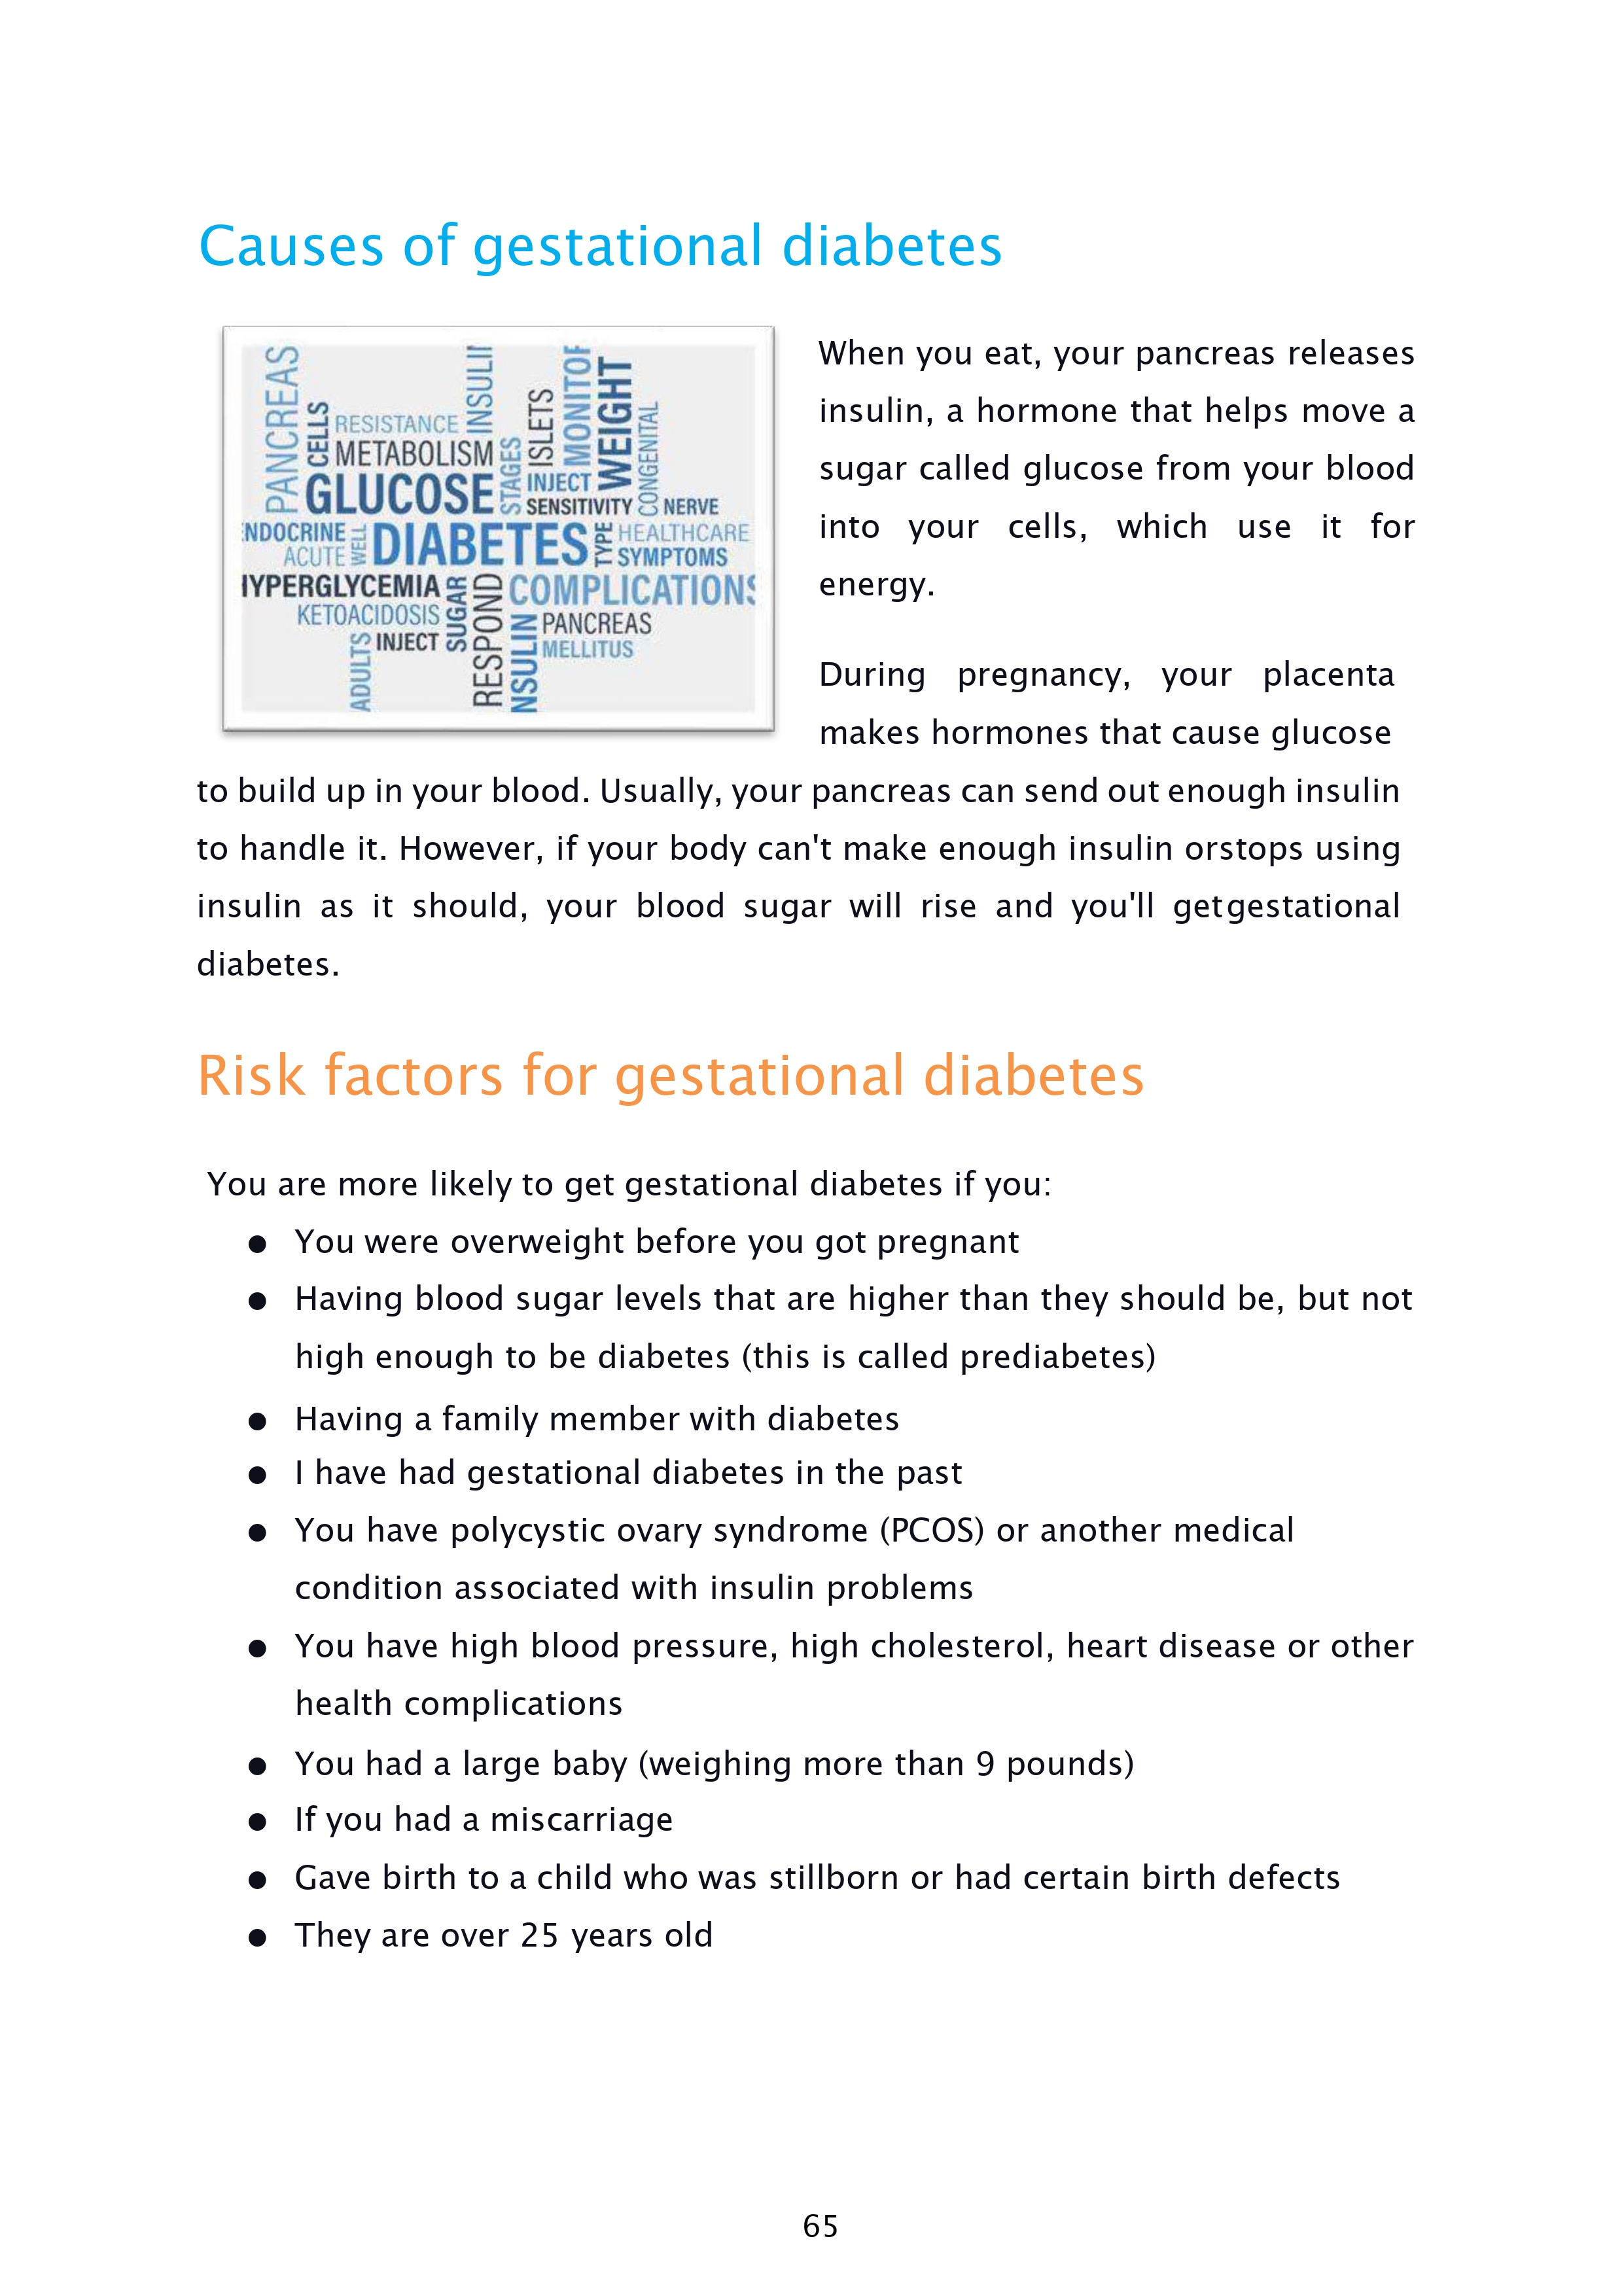 Causes of gestational diabetes
PANCREAS
CELLS
RESISTANCE
INSULI
METABOLISM
GLUCOSE
STAGES
ISLETS
MONITOR
WEIGHT
CONGENITAL
INJECT
SENSITIVITY
NERVE
NDOCRINE
WELL
ACUTE
DIABETES
TYPE
HEALTHCARE
SYMPTOMS
HYPERGLYCEMIA
KETOACIDOSIS
SUGAR
RESPOND
COMPLICATIONS
ADULTS
INJECT
NSULIN
PANCREAS
MELLITUS
When you eat, your pancreas releases
insulin, a hormone that helps move a
sugar called glucose from your blood
into your cells, which use it for
energy.
During pregnancy, your placenta
makes hormones that cause glucose
to build up in your blood. Usually, your pancreas can send out enough insulin
to handle it. However, if your body can't make enough insulin orstops using
insulin as it should, your blood sugar will rise and you'll getgestational
diabetes.
Risk factors for gestational diabetes
You are more likely to get gestational diabetes if you:
● You were overweight before you got pregnant
● Having blood sugar levels that are higher than they should be, but not
high enough to be diabetes (this is called prediabetes)
● Having a family member with diabetes
● I have had gestational diabetes in the past
● You have polycystic ovary syndrome (PCOS) or another medical
condition associated with insulin problems
● You have high blood pressure, high cholesterol, heart disease or other
health complications
● You had a large baby (weighing more than 9 pounds)
● If you had a miscarriage
● Gave birth to a child who was stillborn or had certain birth defects
● They are over 25 years old
65